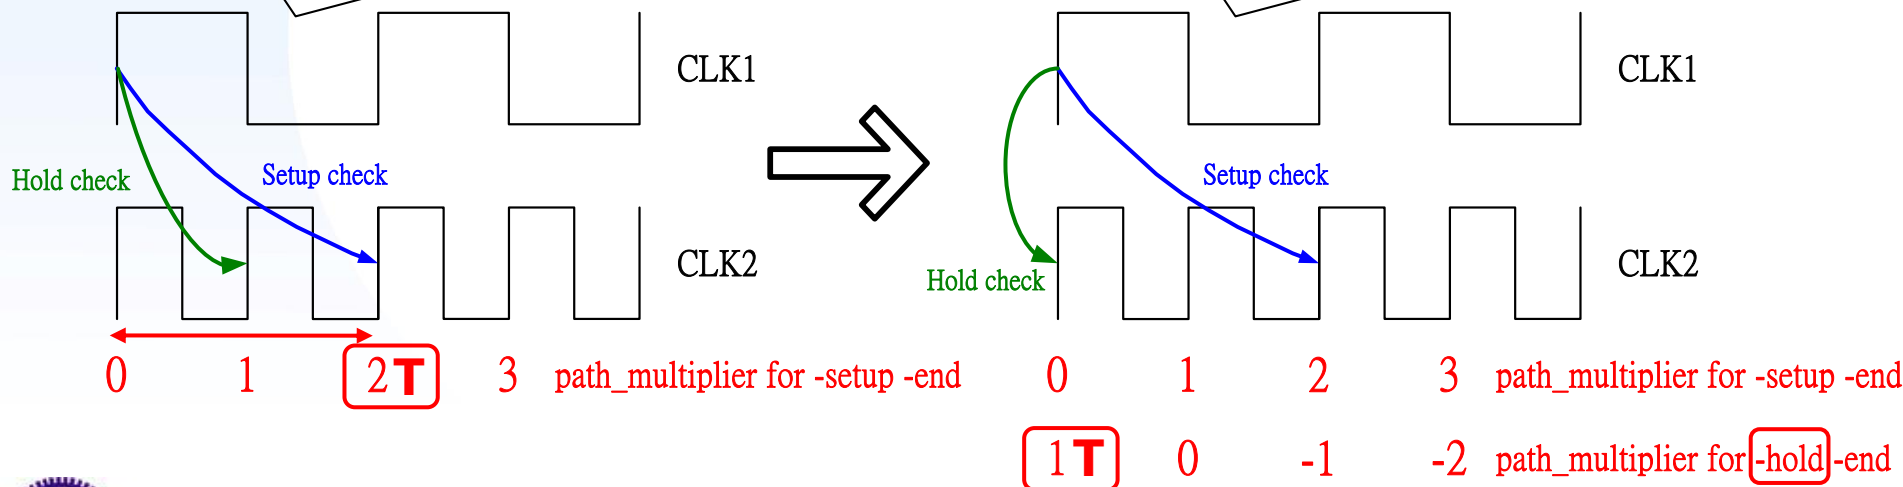 CLK1
Hold check
Setup check
CLK2
0 1 2T 3 path_multiplier for -setup -end
CLK1
Setup check
Hold check
CLK2
0 1 2 3 path_multiplier for -setup -end
1T 0 -1 -2 path_multiplier for -hold -end